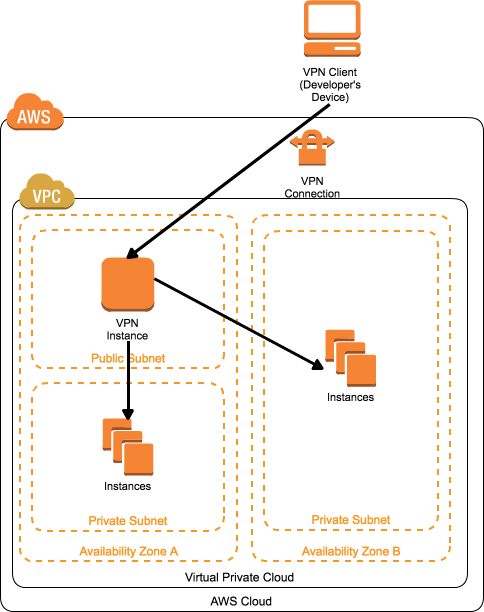 VPN Client
(Developer's
Device)
AWS
VPN
Connection
VPC
VPN
Instance
Public Subnet
Instances
Instances
Private Subnet
Private Subnet
Availability Zone A
Availability Zone B
Virtual Private Cloud
AWS Cloud